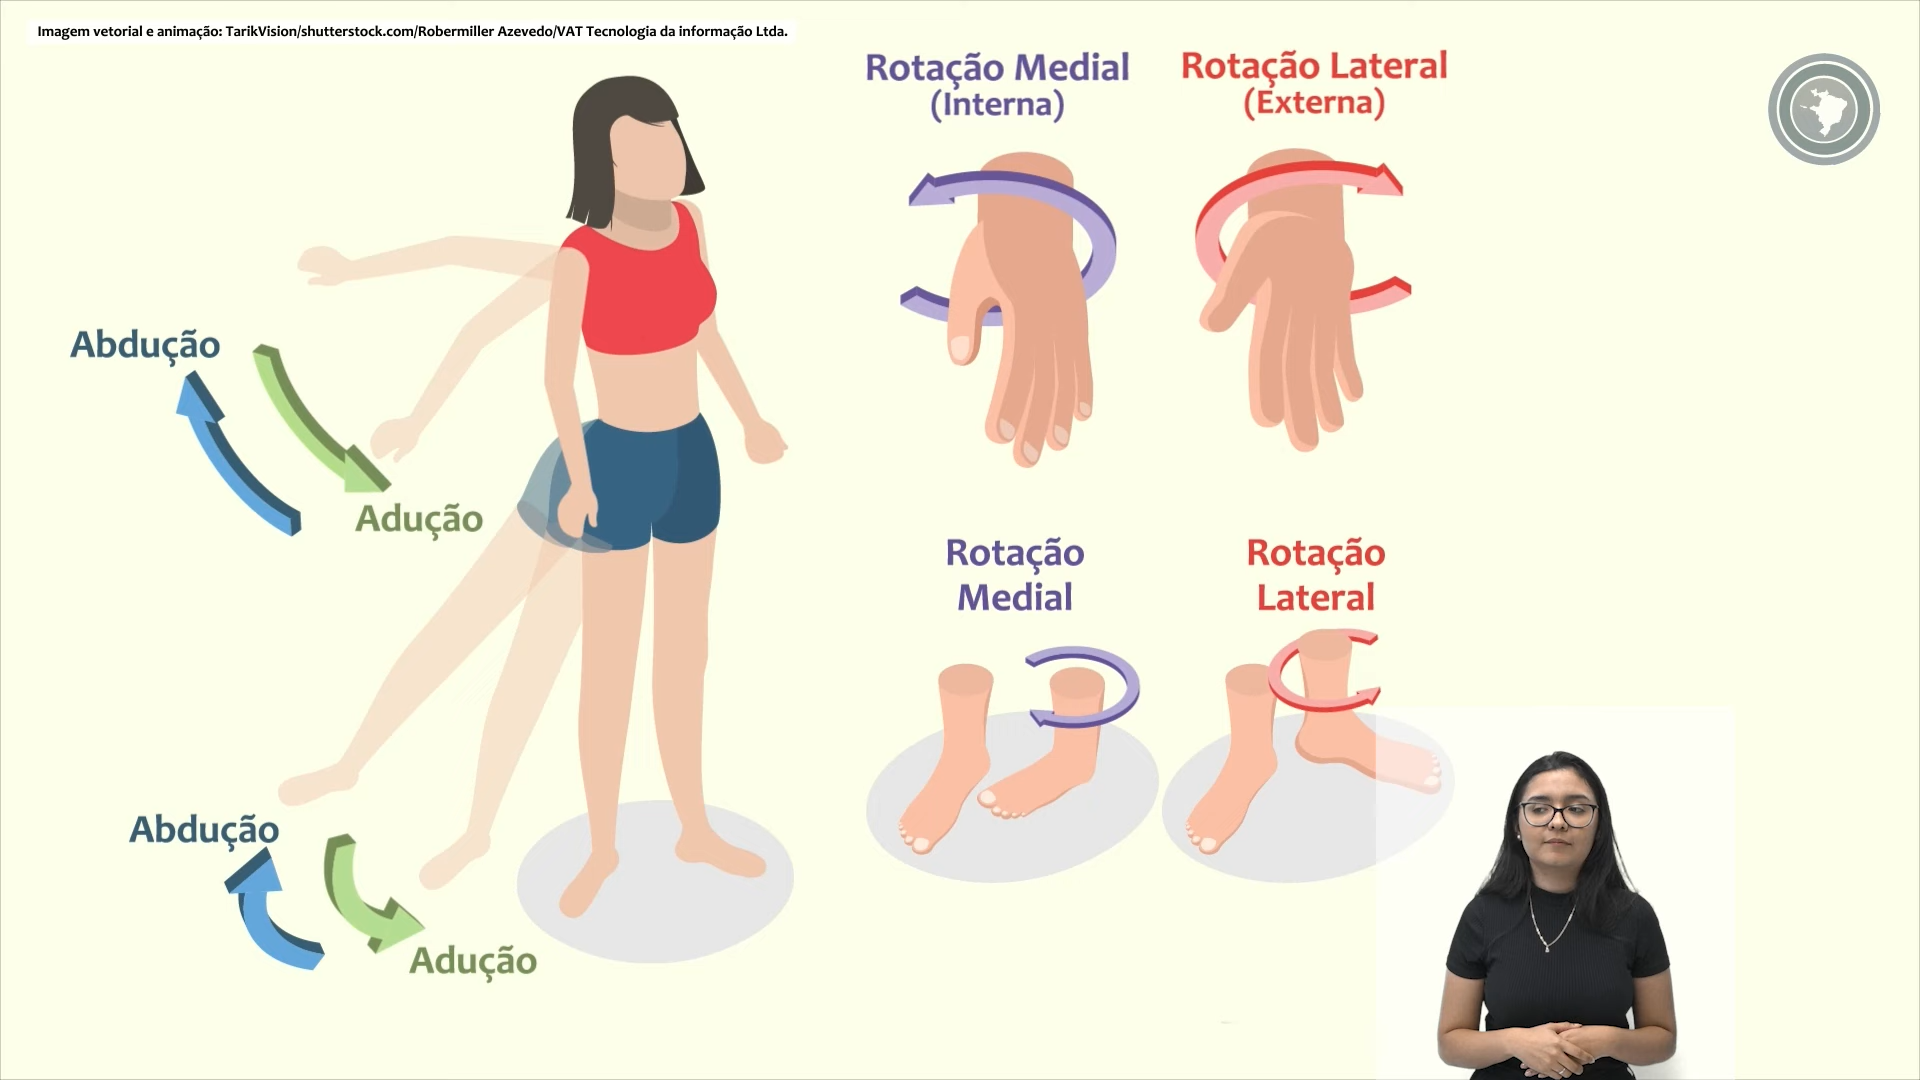 Imagem vetorial e animação: TarikVision/shutterstock.com/Robermiller Azevedo/VAT Tecnologia da informação Ltda.
Rotação Medial
(Interna)
Rotação Lateral
(Externa)
Abdução
Adução
Rotação
Medial
Rotação
Lateral
Abdução
Adução